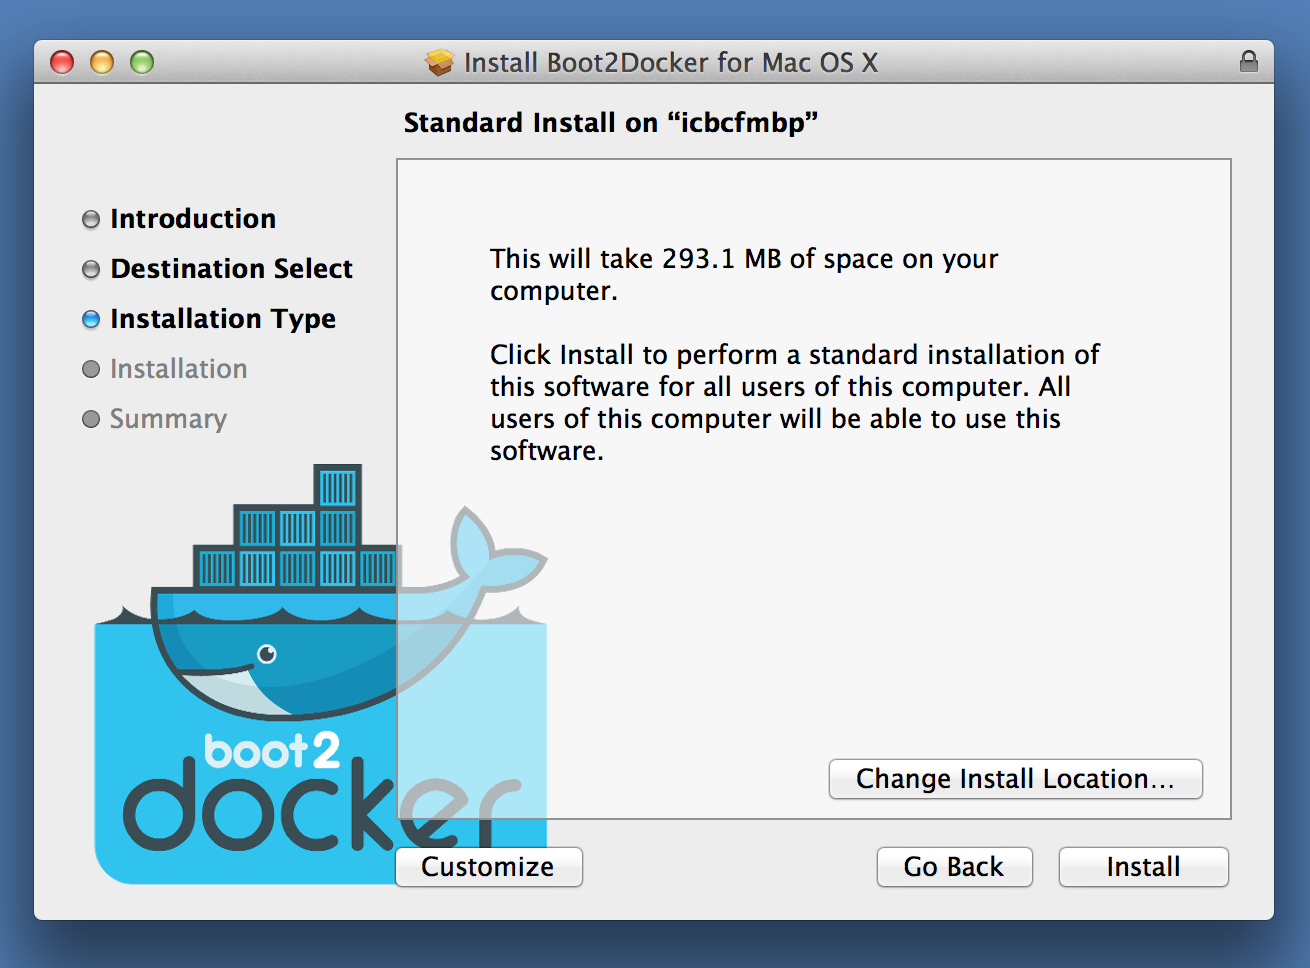 Install Boot2Docker for Mac OS X
Standard Install on “icbcfmbp”
Introduction
Destination Select
Installation Type
Installation
Summary
This will take 293.1 MB of space on your
computer.
Click Install to perform a standard installation of
this software for all users of this computer. All
users of this computer will be able to use this
software.
boot2
docker
Change Install Location...
Customize
Go Back
Install